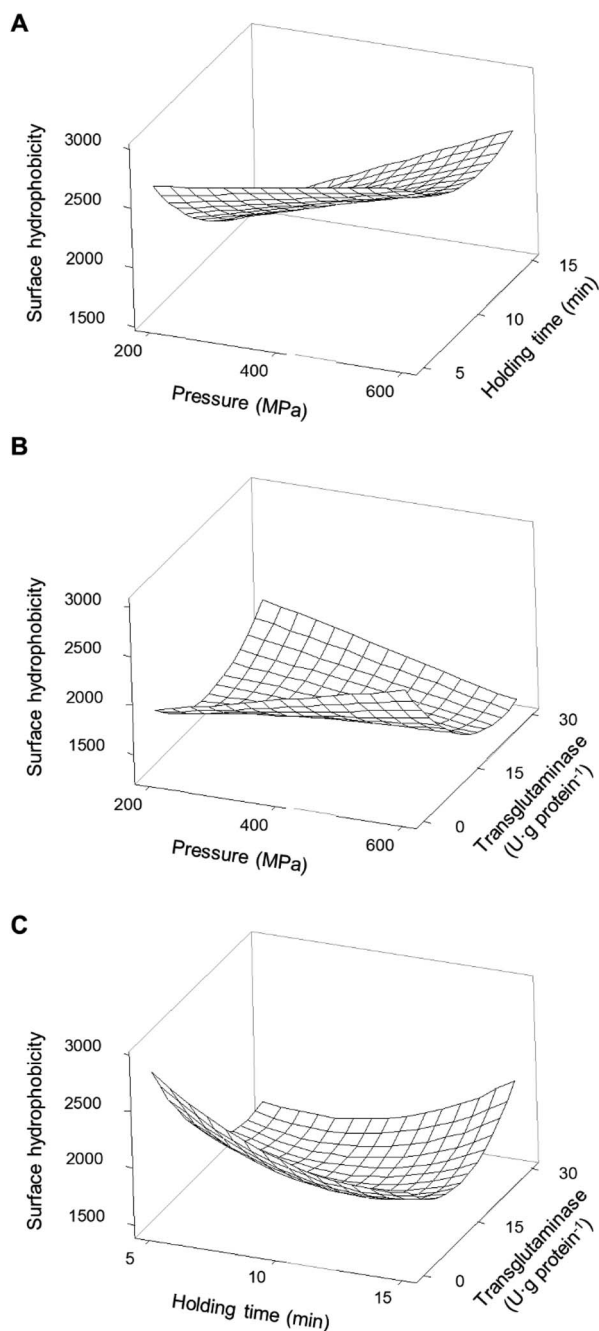 A
3000
2500
2000
1500
Surface hydrophobicity
200
400
600
Pressure (MPa)
5
10
15
Holding time (min)
B
3000
2500
2000
1500
Surface hydrophobicity
200
400
600
Pressure (MPa)
0
15
30
Transglutaminase
(U·g protein⁻¹)
C
3000
2500
2000
1500
Surface hydrophobicity
5
10
15
Holding time (min)
0
15
30
Transglutaminase
(U·g protein⁻¹)